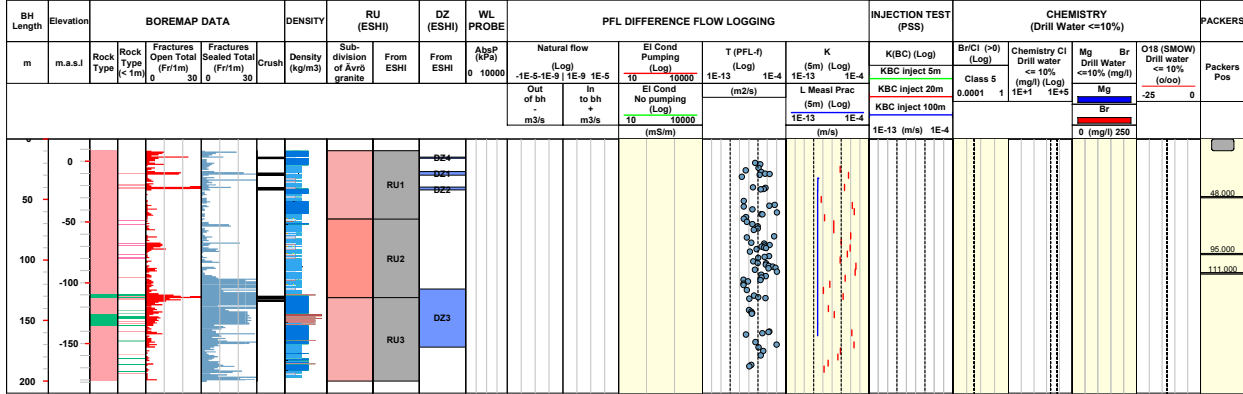 BH
Length
Elevation
BOREMAP DATA
DENSITY
RU
(ESHI)
DZ
(ESHI)
WL
PROBE
PFL DIFFERENCE FLOW LOGGING
INJECTION TEST
(PSS)
CHEMISTRY
(Drill Water <=10%)
PACKERS
m
m.a.s.l
Rock
Type
Rock
Type
(< 1m)
Fractures
Open Total
(Fr/1m)
0 30
Fractures
Sealed Total
(Fr/1m)
0 30
Crush
Density
(kg/m3)
Sub-
division
of Ävrö
granite
From
ESHI
From
ESHI
AbsP
(kPa)
0 10000
Natural flow
(Log)
-1E-5-1E-9 1E-9 1E-5
Out
of bh
-
m3/s
In
to bh
+
m3/s
El Cond
Pumping
(Log)
10 10000
El Cond
No pumping
(Log)
10 10000
(mS/m)
T (PFL-f)
(Log)
1E-13 1E-4
(m2/s)
K
(5m) (Log)
1E-13 1E-4
L Measl Prac
(5m) (Log)
1E-13 1E-4
(m/s)
K(BC) (Log)
KBC inject 5m
KBC inject 20m
KBC inject 100m
1E-13 (m/s) 1E-4
Br/Cl (>0)
(Log)
Class 5
0.0001 1
Chemistry Cl
Drill water
<= 10%
(mg/l) (Log)
1E+1 1E+5
Mg Br
Drill Water
<=10% (mg/l)
Mg
Br
0 (mg/l) 250
O18 (SMOW)
Drill water
<= 10%
(o/oo)
-25 0
Packers
Pos
0
DZ4
DZ1
RU1
DZ2
50
48.000
-50
RU2
95.000
100
111.000
-100
DZ3
150
RU3
-150
200